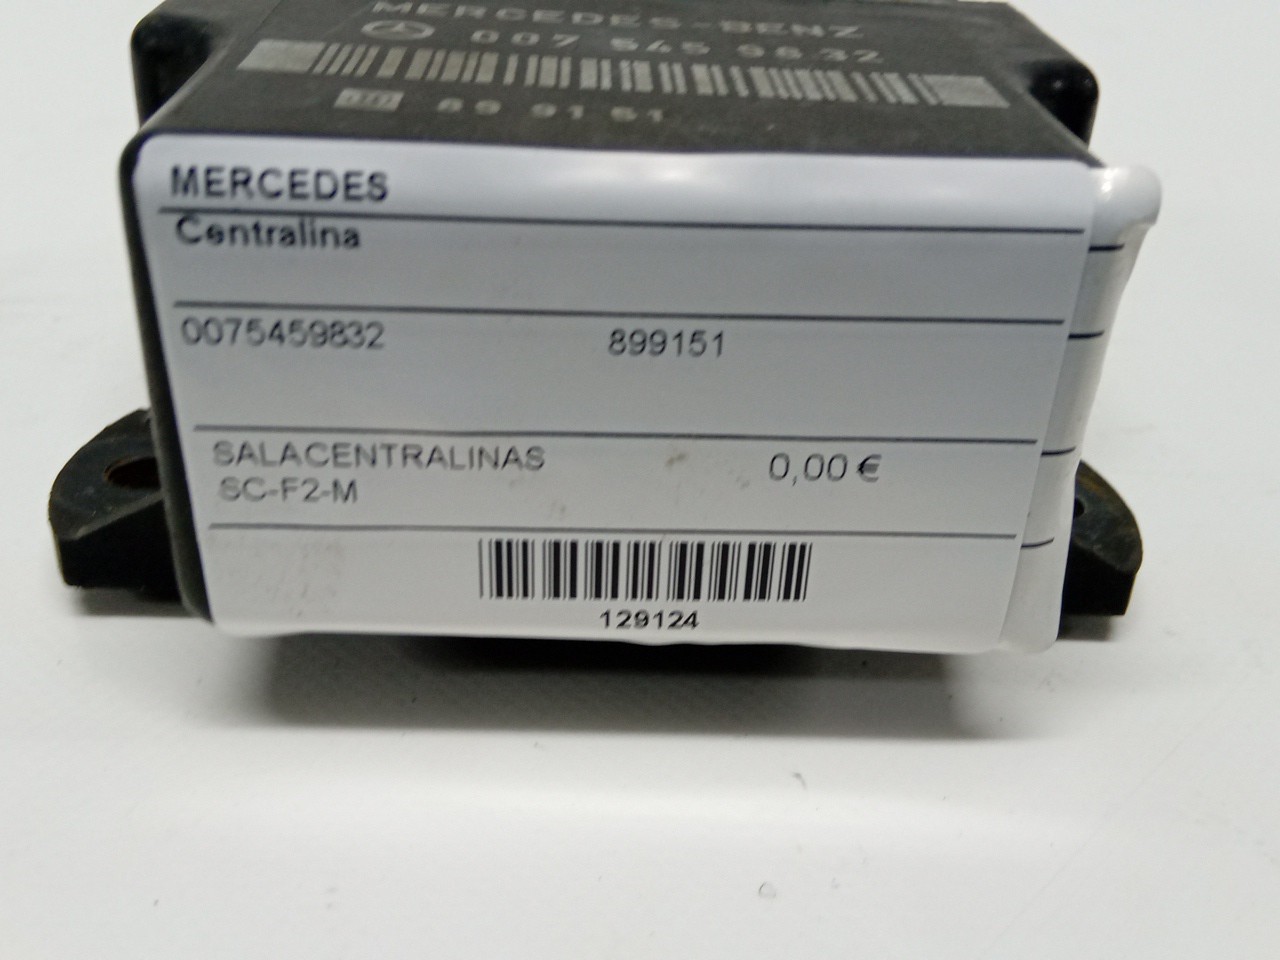 MERCEDES-BENZ
007 545 98 32
89 91 51
MERCEDES
Centralina
0075459832 899151
SALACENTRALINAS 0,00 €
SC-F2-M
129124